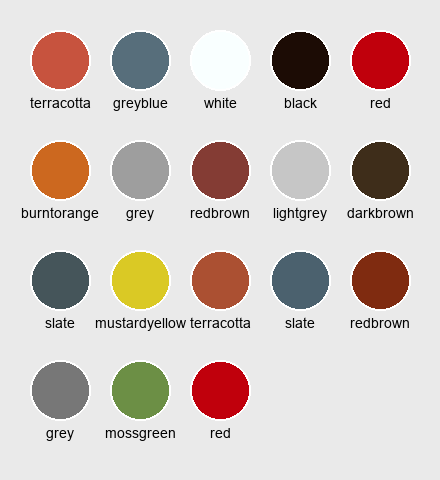 terracotta greyblue white black red
burntorange grey redbrown lightgrey darkbrown
slate mustardyellow terracotta slate redbrown
grey mossgreen red